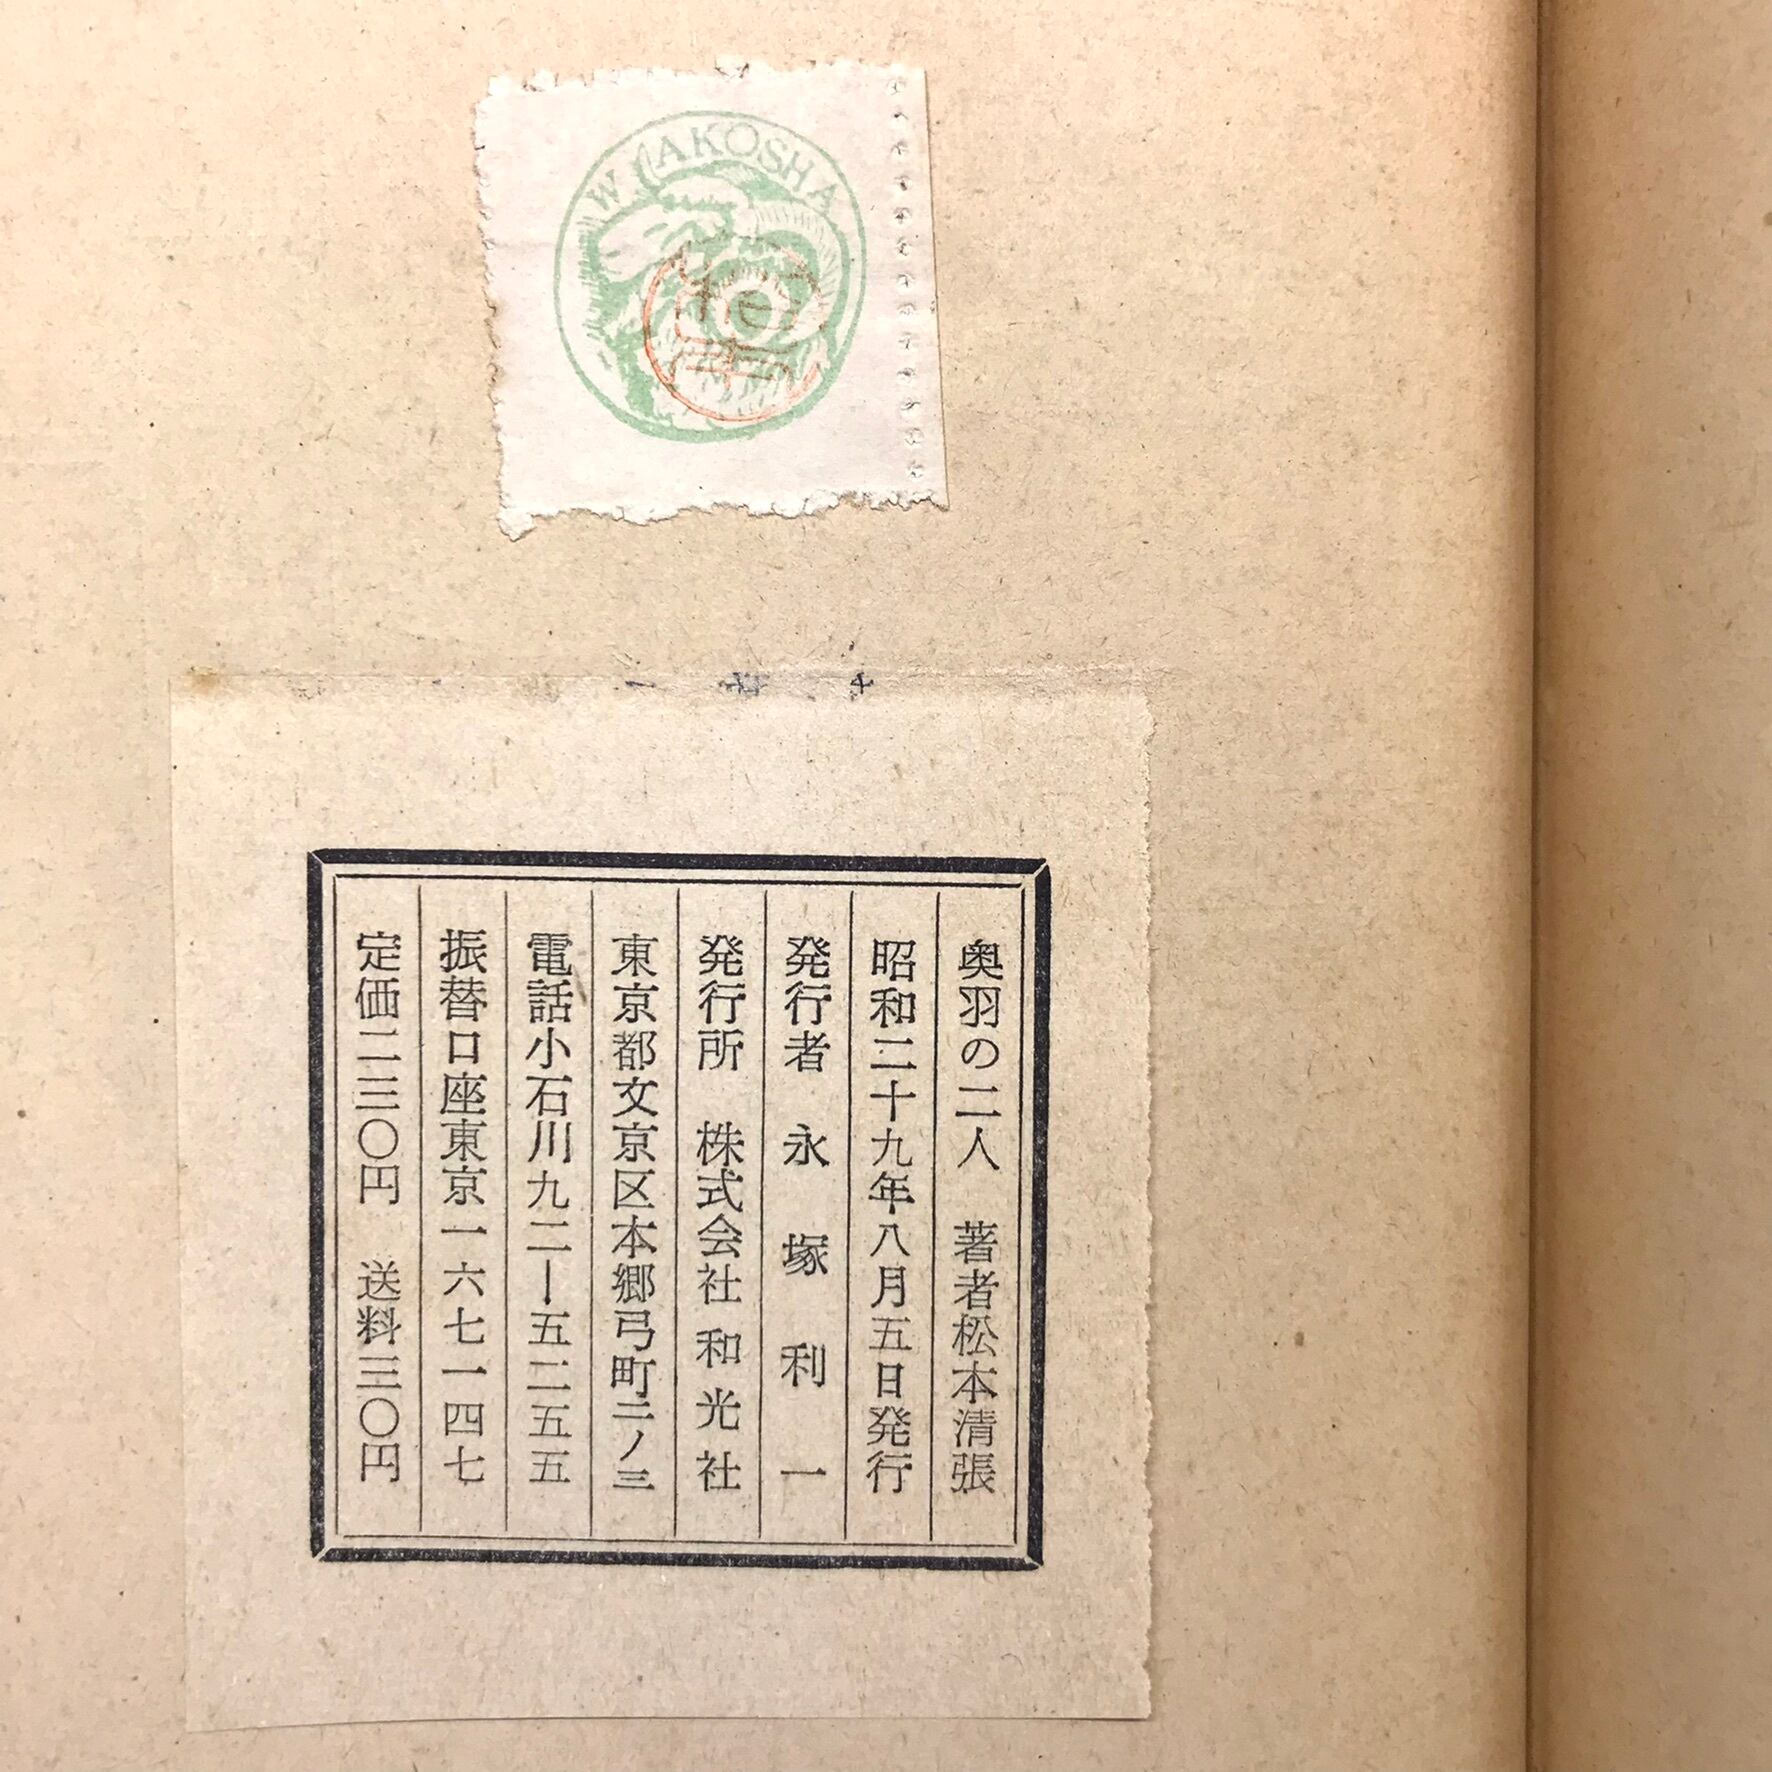 WAKOSHA
奥羽の二人　著者松本清張
昭和二十九年八月五日発行
発行者　永塚利一
発行所　株式会社和光社
東京都文京区本郷弓町二ノ三
電話小石川九二ー五二五五
振替口座東京一六七一四七
定価二三〇円　送料三〇円